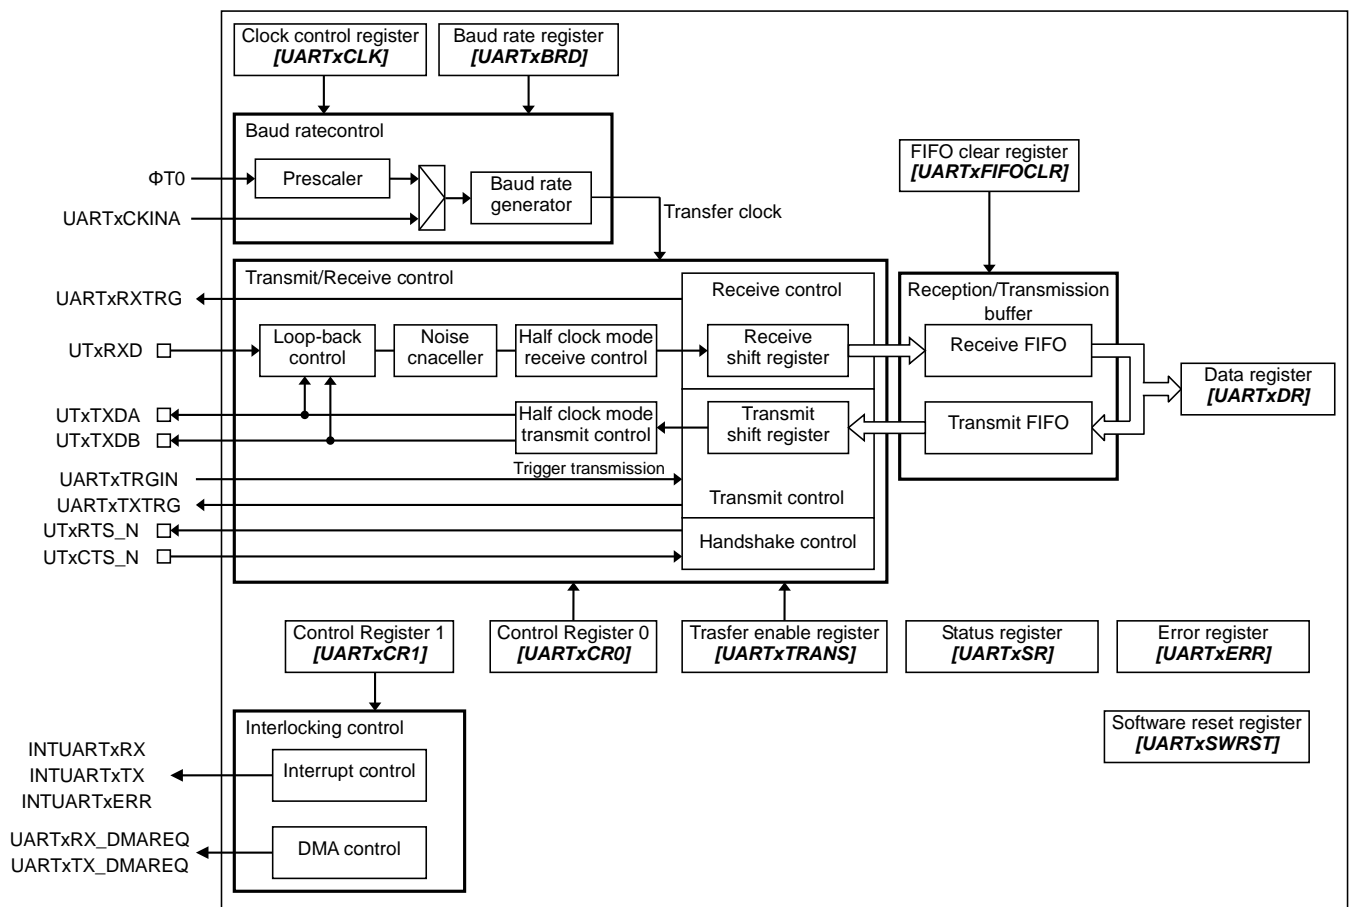 Clock control register
[UARTxCLK]
Baud rate register
[UARTxBRD]
Baud ratecontrol
FIFO clear register
[UARTxFIFOCLR]
ΦT0
Prescaler
Baud rate
generator
UARTxCKINA
Transfer clock
Transmit/Receive control
UARTxRXTRG
Receive control
Reception/Transmission
buffer
UTxRXD
Loop-back
control
Noise
cnaceller
Half clock mode
receive control
Receive
shift register
Receive FIFO
Data register
[UARTxDR]
UTxTXDA
UTxTXDB
Half clock mode
transmit control
Transmit
shift register
Transmit FIFO
UARTxTRGIN
Trigger transmission
UARTxTXTRG
Transmit control
UTxRTS_N
UTxCTS_N
Handshake control
Control Register 1
[UARTxCR1]
Control Register 0
[UARTxCR0]
Trasfer enable register
[UARTxTRANS]
Status register
[UARTxSR]
Error register
[UARTxERR]
Software reset register
[UARTxSWRST]
Interlocking control
INTUARTxRX
INTUARTxTX
INTUARTxERR
Interrupt control
UARTxRX_DMAREQ
UARTxTX_DMAREQ
DMA control